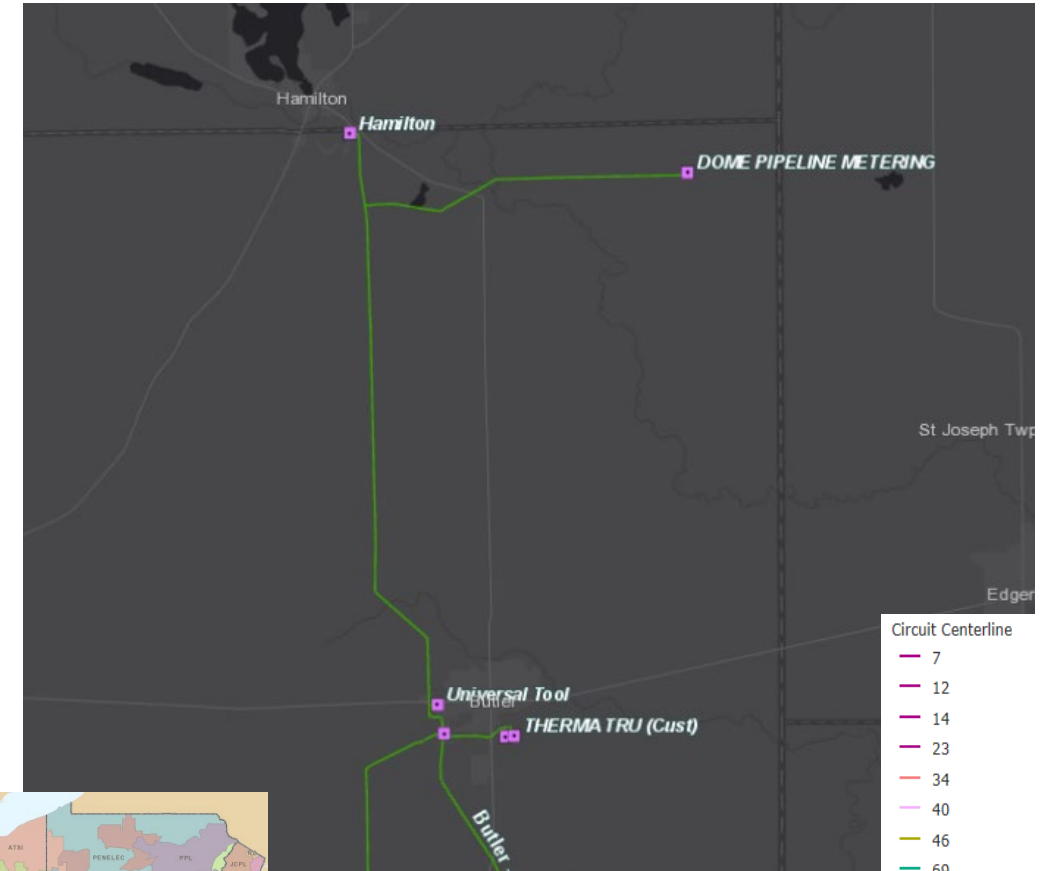 Hamilton
Hamilton
DOME PIPELINE METERING
St Joseph Twp
Edger
Circuit Centerline
7
12
14
23
34
40
46
69
Universal Tool
Butler
THERMA TRU (Cust)
Butler
ATSI
PENELEC
PPL
JCPL